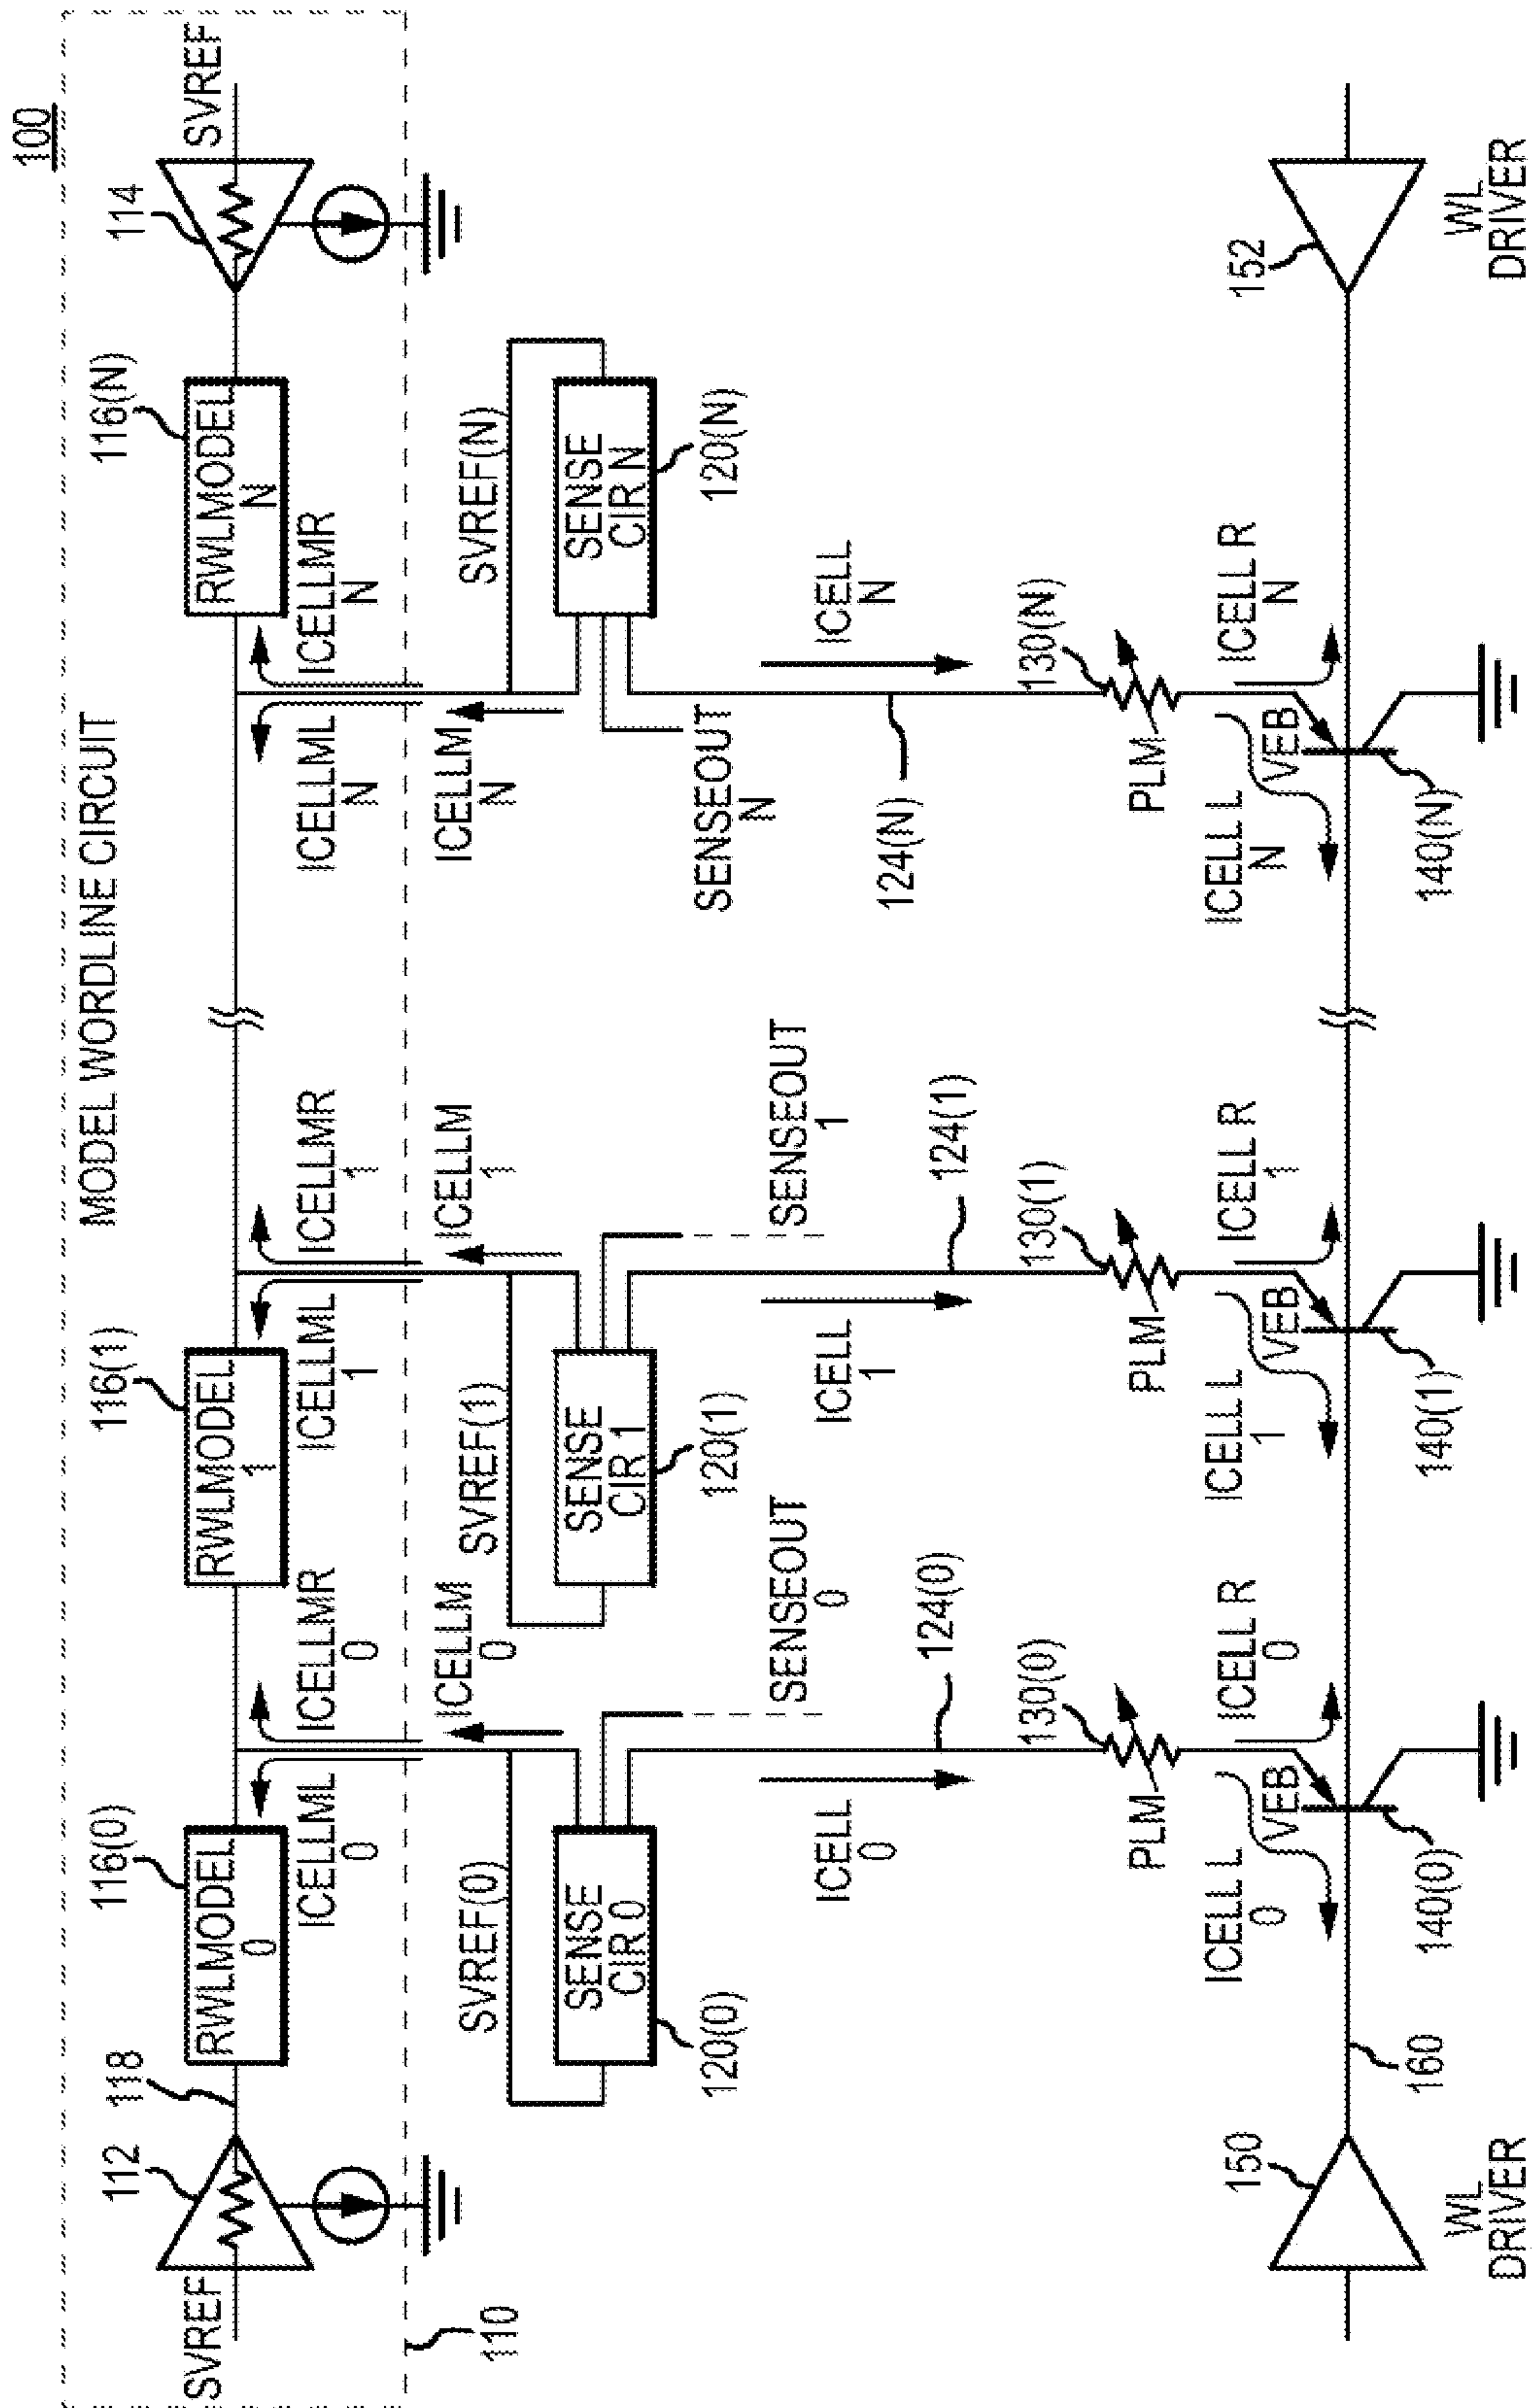 100
MODEL WORDLINE CIRCUIT
SVREF
112
118
116(0)
RWLMODEL
0
116(1)
RWLMODEL
1
116(N)
RWLMODEL
N
114
SVREF
ICELLML
0
ICELLMR
0
ICELLML
1
ICELLMR
1
ICELLML
N
ICELLMR
N
110
ICELLM
0
ICELLM
1
ICELLM
N
SVREF(0)
SVREF(1)
SVREF(N)
SENSE
CIR 0
SENSE
CIR 1
SENSE
CIR N
120(0)
120(1)
120(N)
SENSEOUT
0
SENSEOUT
1
SENSEOUT
N
ICELL
0
ICELL
1
ICELL
N
124(0)
124(1)
124(N)
130(0)
130(1)
130(N)
PLM
PLM
PLM
ICELL L
0
VEB
ICELL R
0
ICELL L
1
VEB
ICELL R
1
ICELL L
N
VEB
ICELL R
N
150
160
140(0)
140(1)
140(N)
152
WL
DRIVER
WL
DRIVER